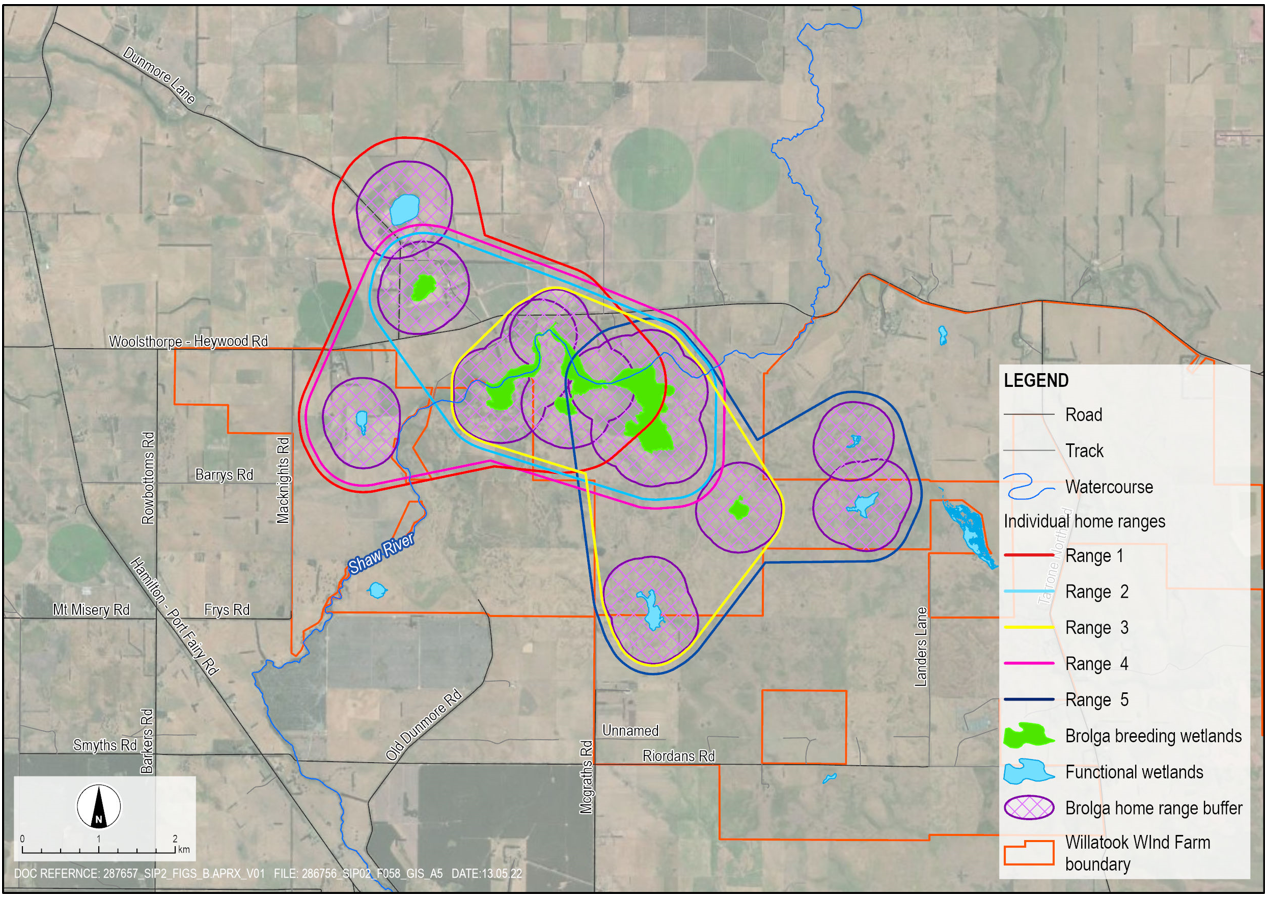 Dunmore Lane
Woolsthorpe - Heywood Rd
Rowbottoms Rd
Barrys Rd
Macknights Rd
Shaw River
Hamilton - Port Fairy Rd
Mt Misery Rd
Frys Rd
Landers Lane
Tarrone North Rd
Old Dunmore Rd
Barkers Rd
Smyths Rd
Unnamed
Riordans Rd
Mcgraths Rd
LEGEND
Road
Track
Watercourse
Individual home ranges
Range 1
Range 2
Range 3
Range 4
Range 5
Brolga breeding wetlands
Functional wetlands
Brolga home range buffer
Willatook WInd Farm
boundary
N
0 1 2
km
DOC REFERNCE: 287657_SIP2_FIGS_B.APRX_V01 FILE: 286756_SIP02_F058_GIS_A5 DATE:13.05.22